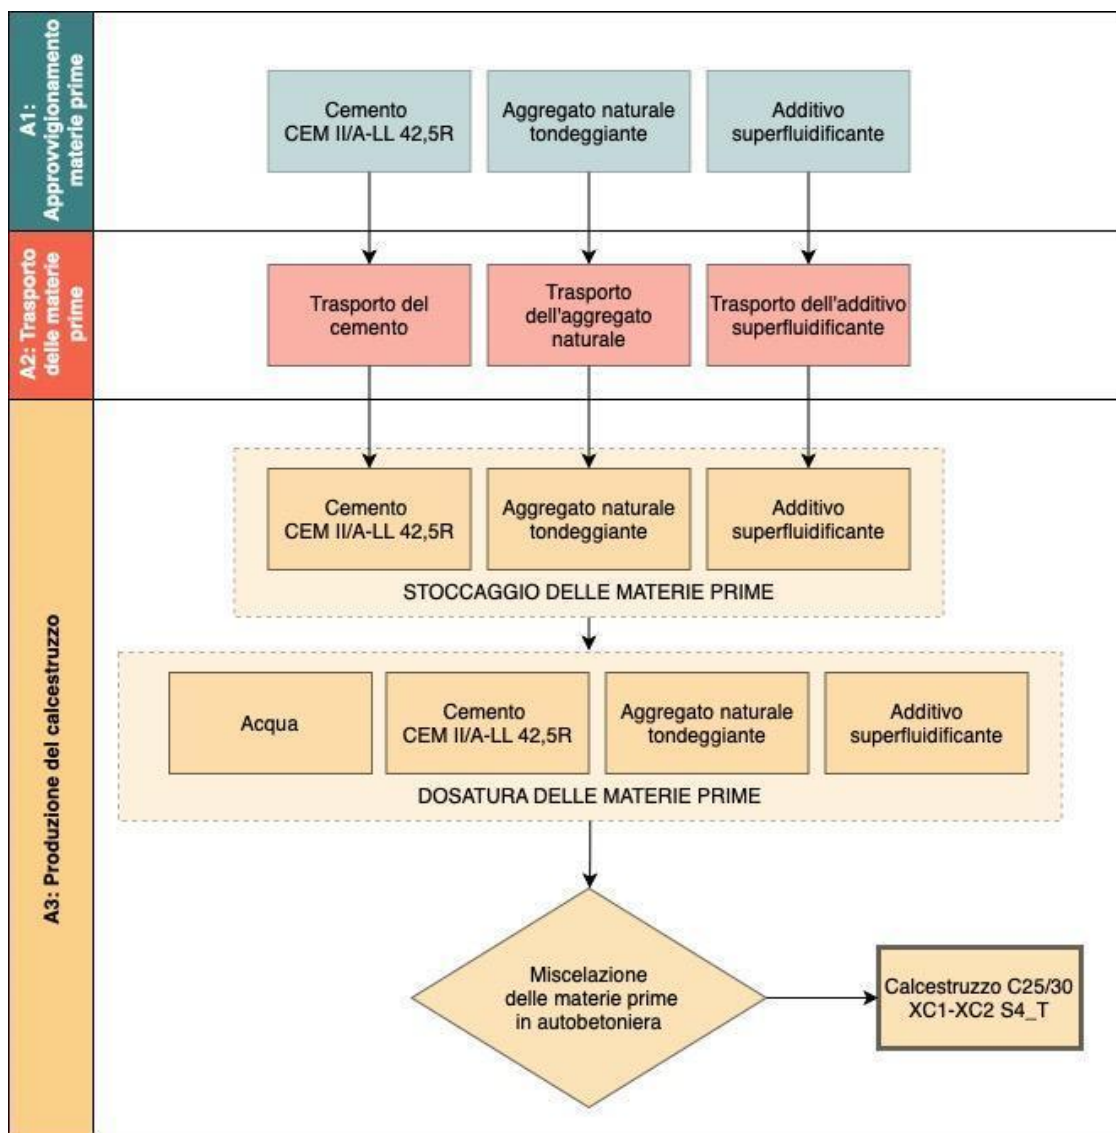 A1:
Approvvigionamento
materie prime
Cemento
CEM II/A-LL 42,5R
Aggregato naturale
tondeggiante
Additivo
superfluidificante
A2: Trasporto
delle materie
prime
Trasporto del
cemento
Trasporto
dell'aggregato
naturale
Trasporto dell'additivo
superfluidificante
A3: Produzione del calcestruzzo
Cemento
CEM II/A-LL 42,5R
Aggregato naturale
tondeggiante
Additivo
superfluidificante
STOCCAGGIO DELLE MATERIE PRIME
Acqua
Cemento
CEM II/A-LL 42,5R
Aggregato naturale
tondeggiante
Additivo
superfluidificante
DOSATURA DELLE MATERIE PRIME
Miscelazione
delle materie prime
in autobetoniera
Calcestruzzo C25/30
XC1-XC2 S4_T